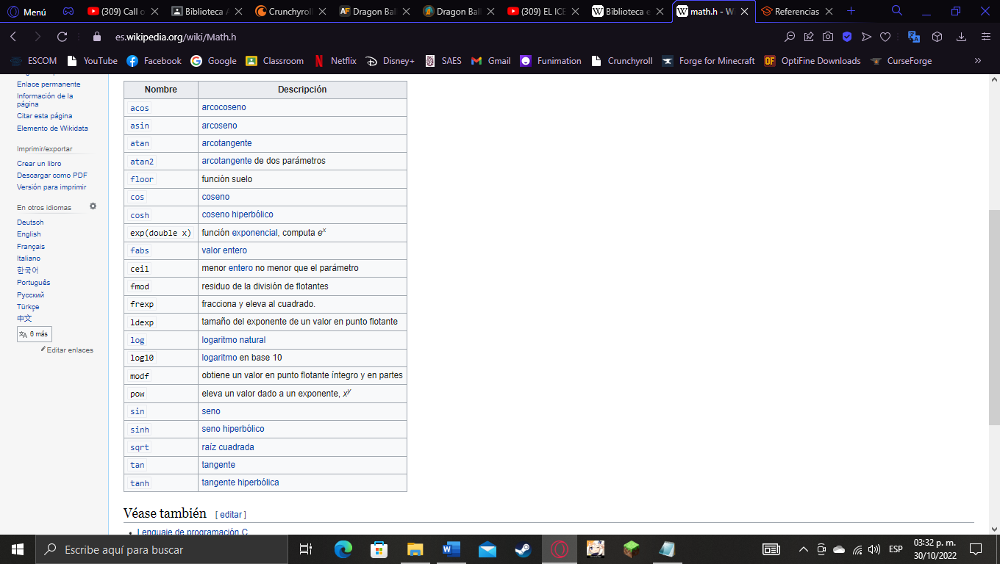 Menú
(309) Call o
Biblioteca A
Crunchyroll
Dragon Ball
Dragon Ball
(309) EL ICE
Biblioteca e
math.h - Wi
Referencias
es.wikipedia.org/wiki/Math.h
ESCOM YouTube Facebook Google Classroom Netflix Disney+ SAES Gmail Funimation Crunchyroll Forge for Minecraft OptiFine Downloads CurseForge »
Enlace permanente
Información de la
página
Citar esta página
Elemento de Wikidata
Imprimir/exportar
Crear un libro
Descargar como PDF
Versión para imprimir
En otros idiomas
Deutsch
English
Français
Italiano
한국어
Português
Русский
Türkçe
中文
6 más
Editar enlaces
Nombre Descripción
acos arcocoseno
asin arcoseno
atan arcotangente
atan2 arcotangente de dos parámetros
floor función suelo
cos coseno
cosh coseno hiperbólico
exp(double x) función exponencial, computa eˣ
fabs valor entero
ceil menor entero no menor que el parámetro
fmod residuo de la división de flotantes
frexp fracciona y eleva al cuadrado.
ldexp tamaño del exponente de un valor en punto flotante
log logaritmo natural
log10 logaritmo en base 10
modf obtiene un valor en punto flotante íntegro y en partes
pow eleva un valor dado a un exponente, xʸ
sin seno
sinh seno hiperbólico
sqrt raíz cuadrada
tan tangente
tanh tangente hiperbólica
Véase también [ editar ]
• Lenguaje de programación C
Escribe aquí para buscar
ESP
03:32 p. m.
30/10/2022